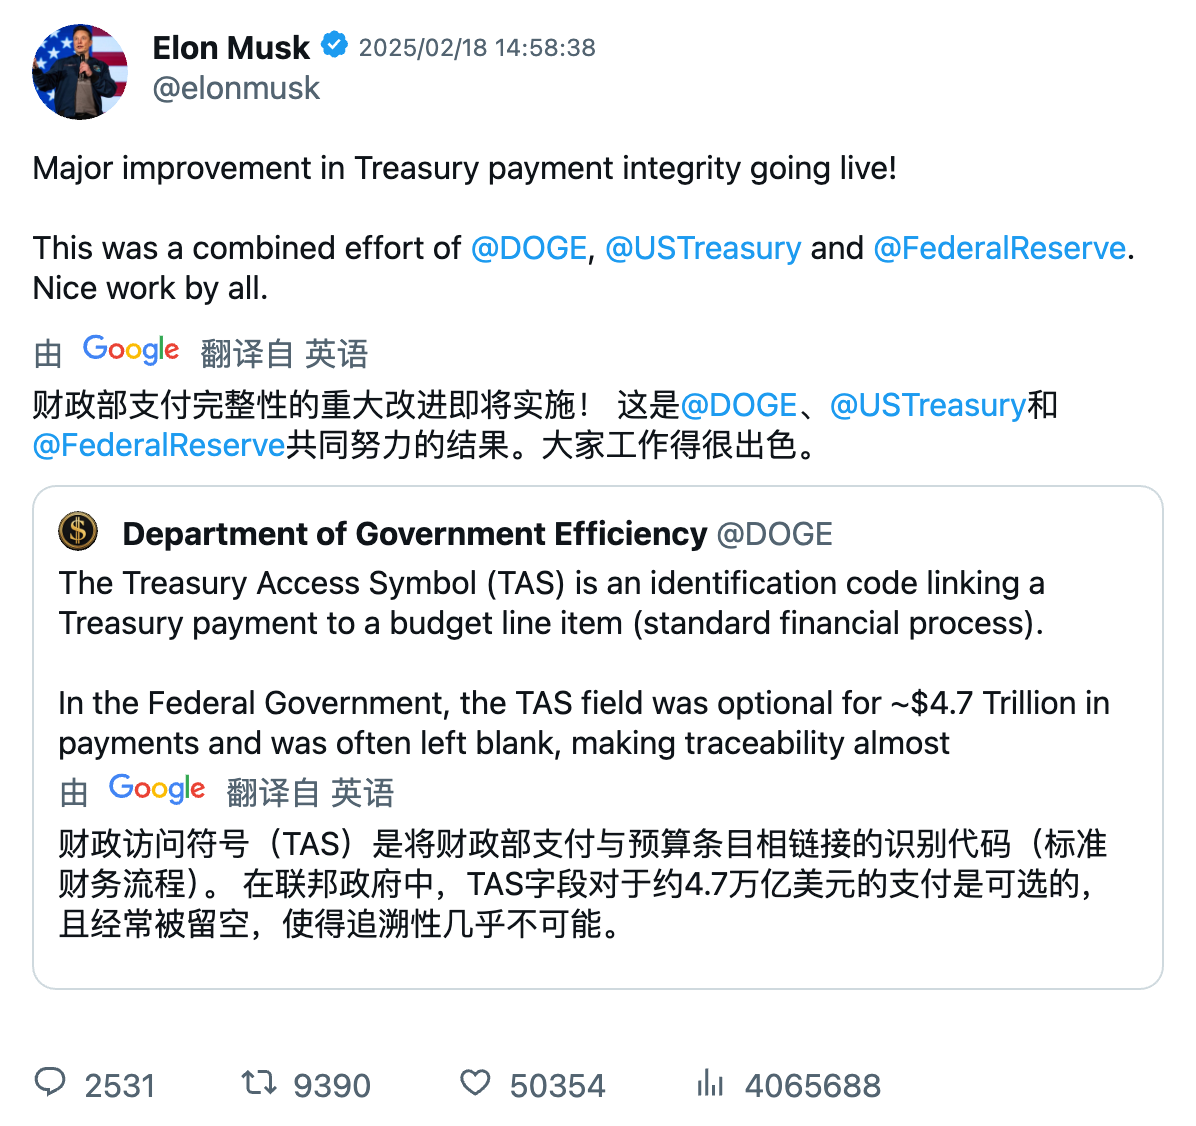 Elon Musk 2025/02/18 14:58:38
@elonmusk
Major improvement in Treasury payment integrity going live!
This was a combined effort of @DOGE, @USTreasury and @FederalReserve.
Nice work by all.
由 Google 翻译自 英语
财政部支付完整性的重大改进即将实施！ 这是@DOGE、@USTreasury和
@FederalReserve共同努力的结果。大家工作得很出色。
Department of Government Efficiency @DOGE
The Treasury Access Symbol (TAS) is an identification code linking a
Treasury payment to a budget line item (standard financial process).
In the Federal Government, the TAS field was optional for ~$4.7 Trillion in
payments and was often left blank, making traceability almost
由 Google 翻译自 英语
财政访问符号（TAS）是将财政部支付与预算条目相链接的识别代码（标准
财务流程）。 在联邦政府中，TAS字段对于约4.7万亿美元的支付是可选的，
且经常被留空，使得追溯性几乎不可能。
2531 9390 50354 4065688